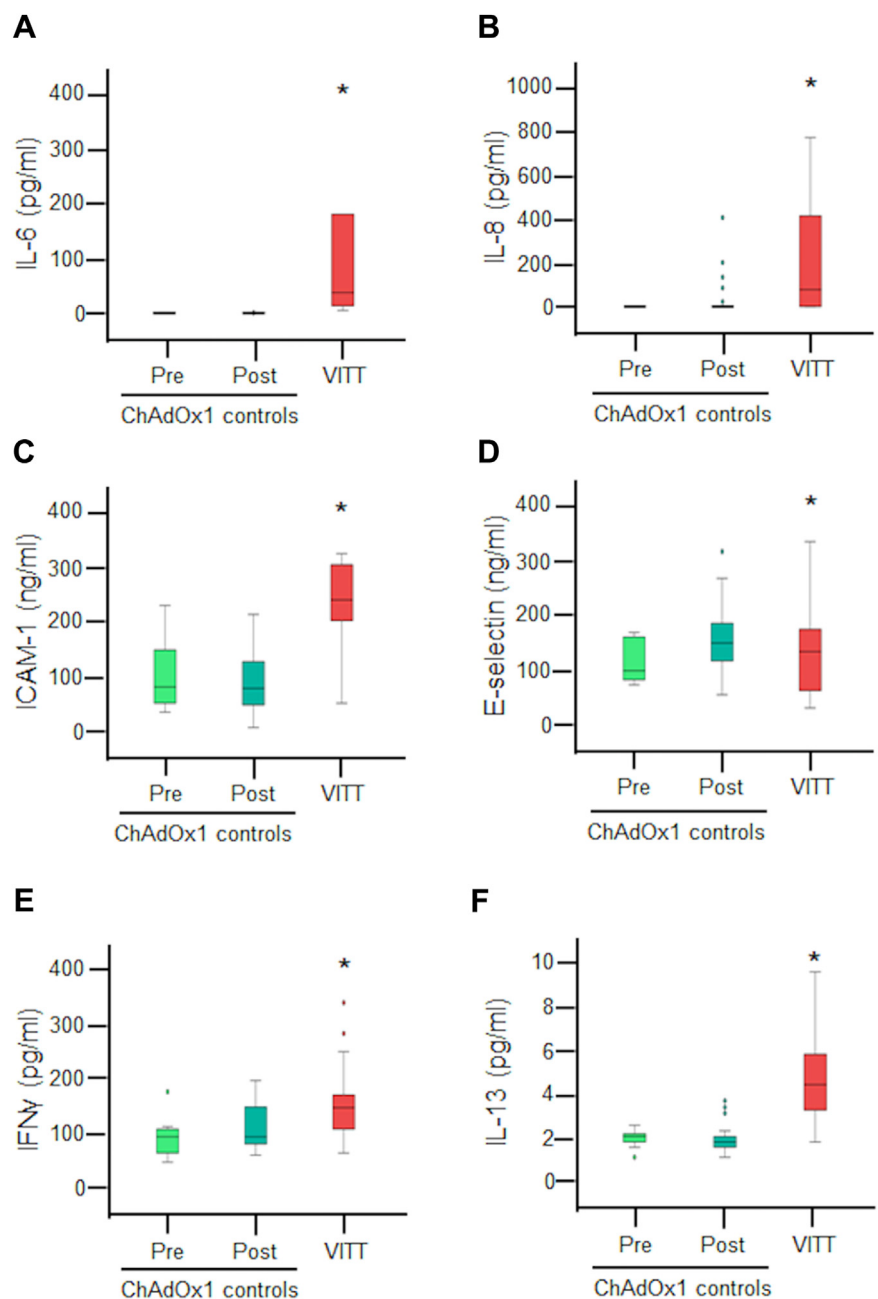 A
IL-6 (pg/ml)
400
300
200
100
0
*
Pre
Post
VITT
ChAdOx1 controls
B
IL-8 (pg/ml)
1000
800
600
400
200
0
*
Pre
Post
VITT
ChAdOx1 controls
C
ICAM-1 (ng/ml)
400
300
200
100
0
*
Pre
Post
VITT
ChAdOx1 controls
D
E-selectin (ng/ml)
400
300
200
100
0
*
Pre
Post
VITT
ChAdOx1 controls
E
IFNγ (pg/ml)
400
300
200
100
0
*
Pre
Post
VITT
ChAdOx1 controls
F
IL-13 (pg/ml)
10
8
6
4
2
0
*
Pre
Post
VITT
ChAdOx1 controls